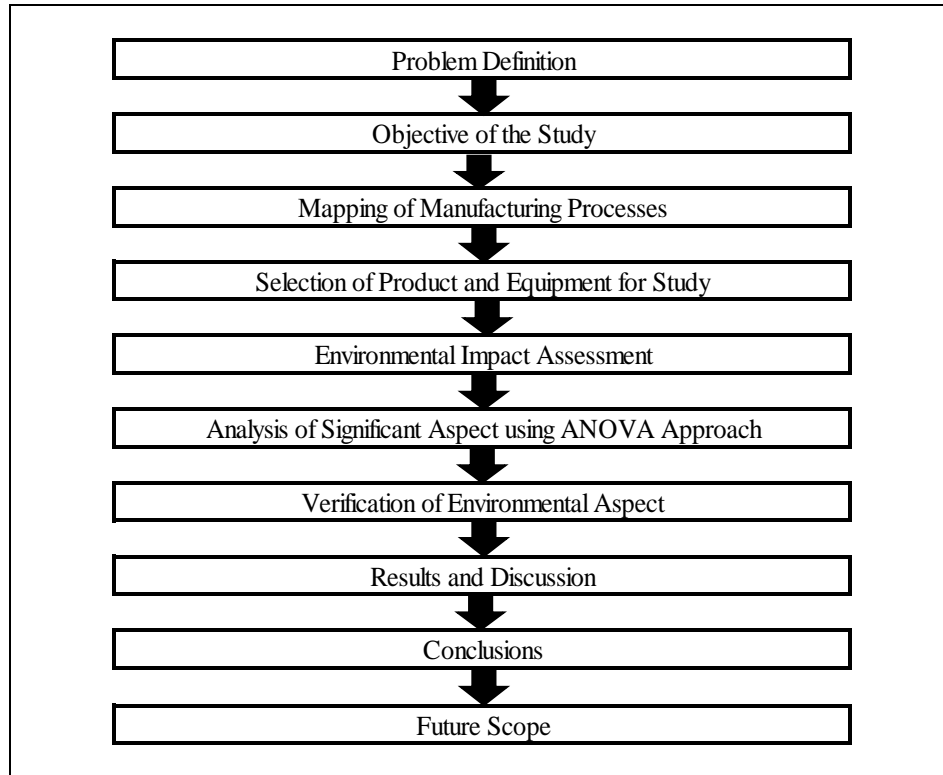 Problem Definition
Objective of the Study
Mapping of Manufacturing Processes
Selection of Product and Equipment for Study
Environmental Impact Assessment
Analysis of Significant Aspect using ANOVA Approach
Verification of Environmental Aspect
Results and Discussion
Conclusions
Future Scope